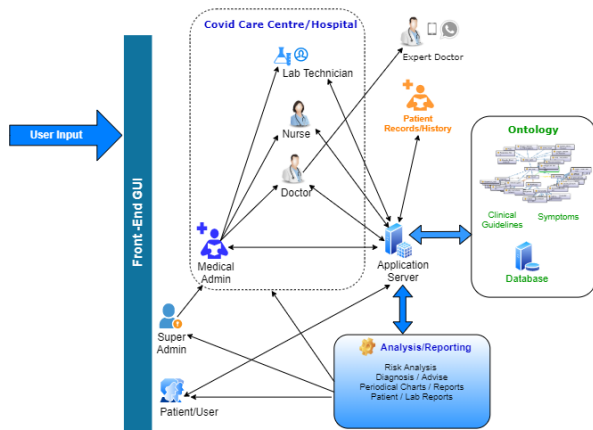 Covid Care Centre/Hospital
Lab Technician
Expert Doctor
Nurse
Patient
Records/History
Ontology
User Input
Doctor
Clinical
Guidelines
Symptoms
Front -End GUI
Medical
Admin
Application
Server
Database
Super
Admin
Analysis/Reporting
Risk Analysis
Diagnosis / Advise
Periodical Charts / Reports
Patient / Lab Reports
Patient/User